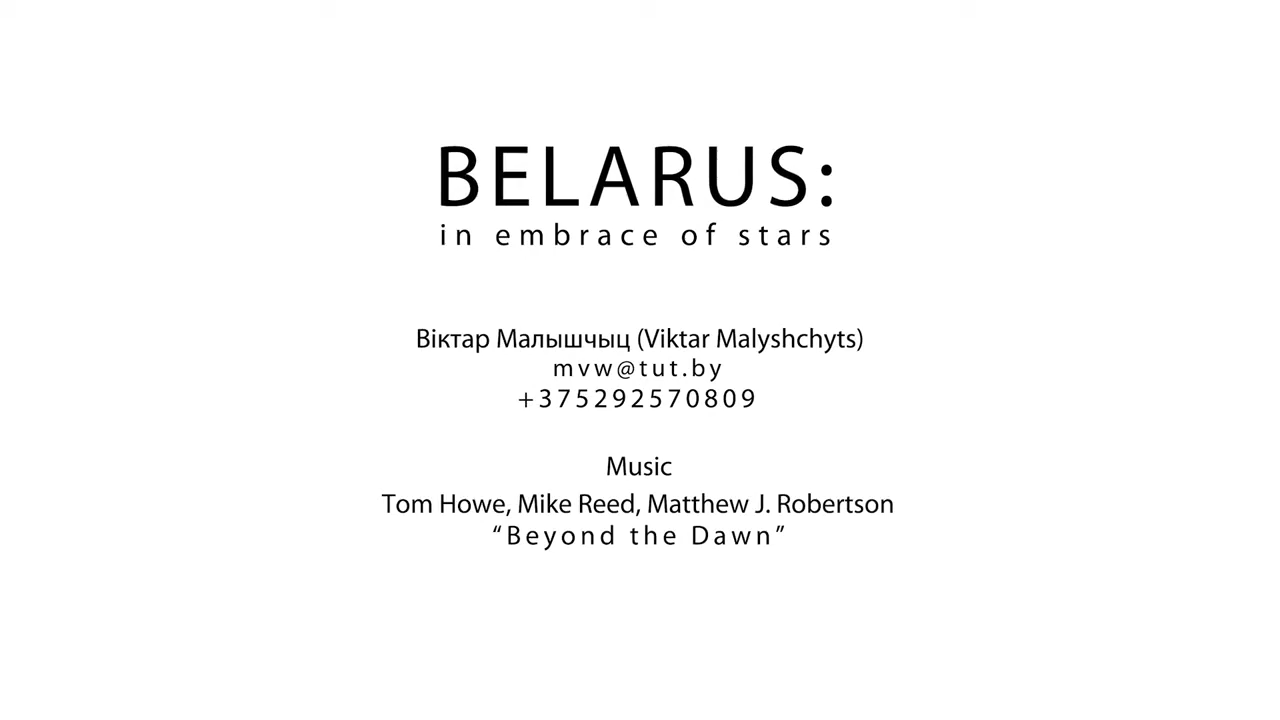 BELARUS:
in embrace of stars
Віктар Малышчыц (Viktar Malyshchyts)
mvw@tut.by
+375292570809
Music
Tom Howe, Mike Reed, Matthew J. Robertson
“Beyond the Dawn”